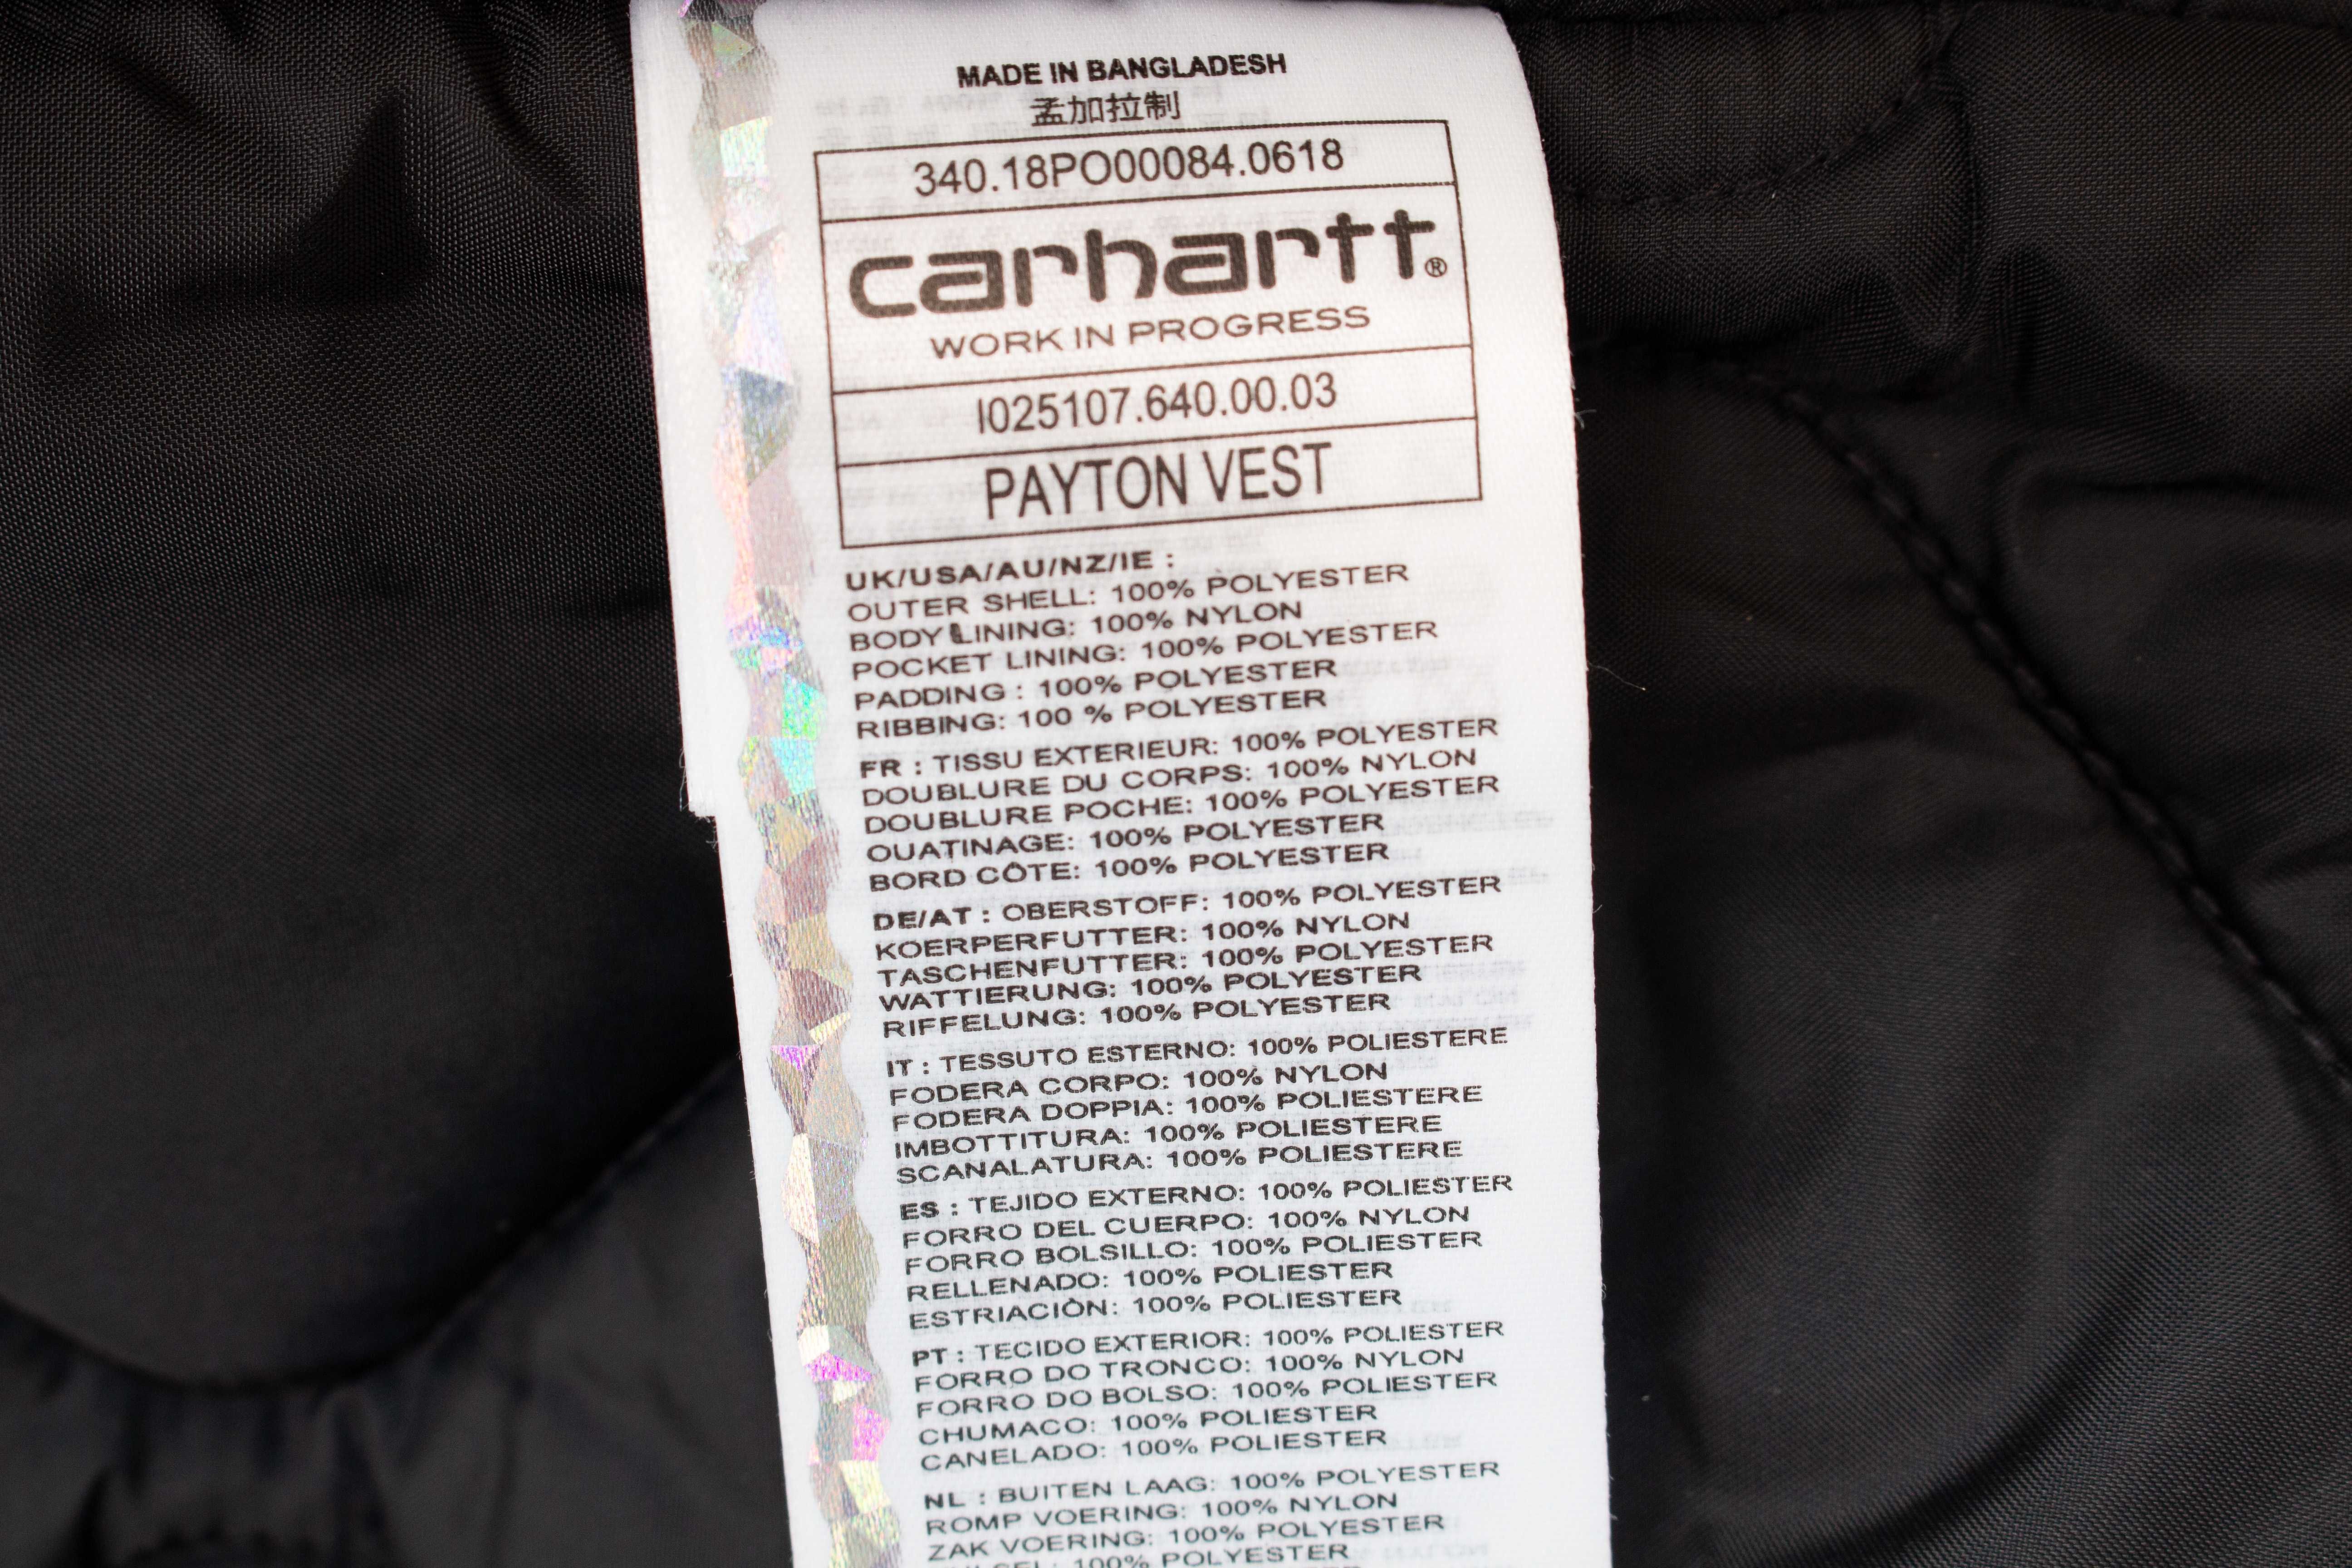 MADE IN BANGLADESH
孟加拉制
340.18PO00084.0618
carhartt®
WORK IN PROGRESS
I025107.640.00.03
PAYTON VEST
UK/USA/AU/NZ/IE :
OUTER SHELL: 100% POLYESTER
BODY LINING: 100% NYLON
POCKET LINING: 100% POLYESTER
PADDING : 100% POLYESTER
RIBBING: 100 % POLYESTER
FR : TISSU EXTERIEUR: 100% POLYESTER
DOUBLURE DU CORPS: 100% NYLON
DOUBLURE POCHE: 100% POLYESTER
OUATINAGE: 100% POLYESTER
BORD CÔTE: 100% POLYESTER
DE/AT : OBERSTOFF: 100% POLYESTER
KOERPERFUTTER: 100% NYLON
TASCHENFUTTER: 100% POLYESTER
WATTIERUNG: 100% POLYESTER
RIFFELUNG: 100% POLYESTER
IT : TESSUTO ESTERNO: 100% POLIESTERE
FODERA CORPO: 100% NYLON
FODERA DOPPIA: 100% POLIESTERE
IMBOTTITURA: 100% POLIESTERE
SCANALATURA: 100% POLIESTERE
ES : TEJIDO EXTERNO: 100% POLIESTER
FORRO DEL CUERPO: 100% NYLON
FORRO BOLSILLO: 100% POLIESTER
RELLENADO: 100% POLIESTER
ESTRIACIÒN: 100% POLIESTER
PT : TECIDO EXTERIOR: 100% POLIESTER
FORRO DO TRONCO: 100% NYLON
FORRO DO BOLSO: 100% POLIESTER
CHUMACO: 100% POLIESTER
CANELADO: 100% POLIESTER
NL : BUITEN LAAG: 100% POLYESTER
ROMP VOERING: 100% NYLON
ZAK VOERING: 100% POLYESTER
100% POLYESTER